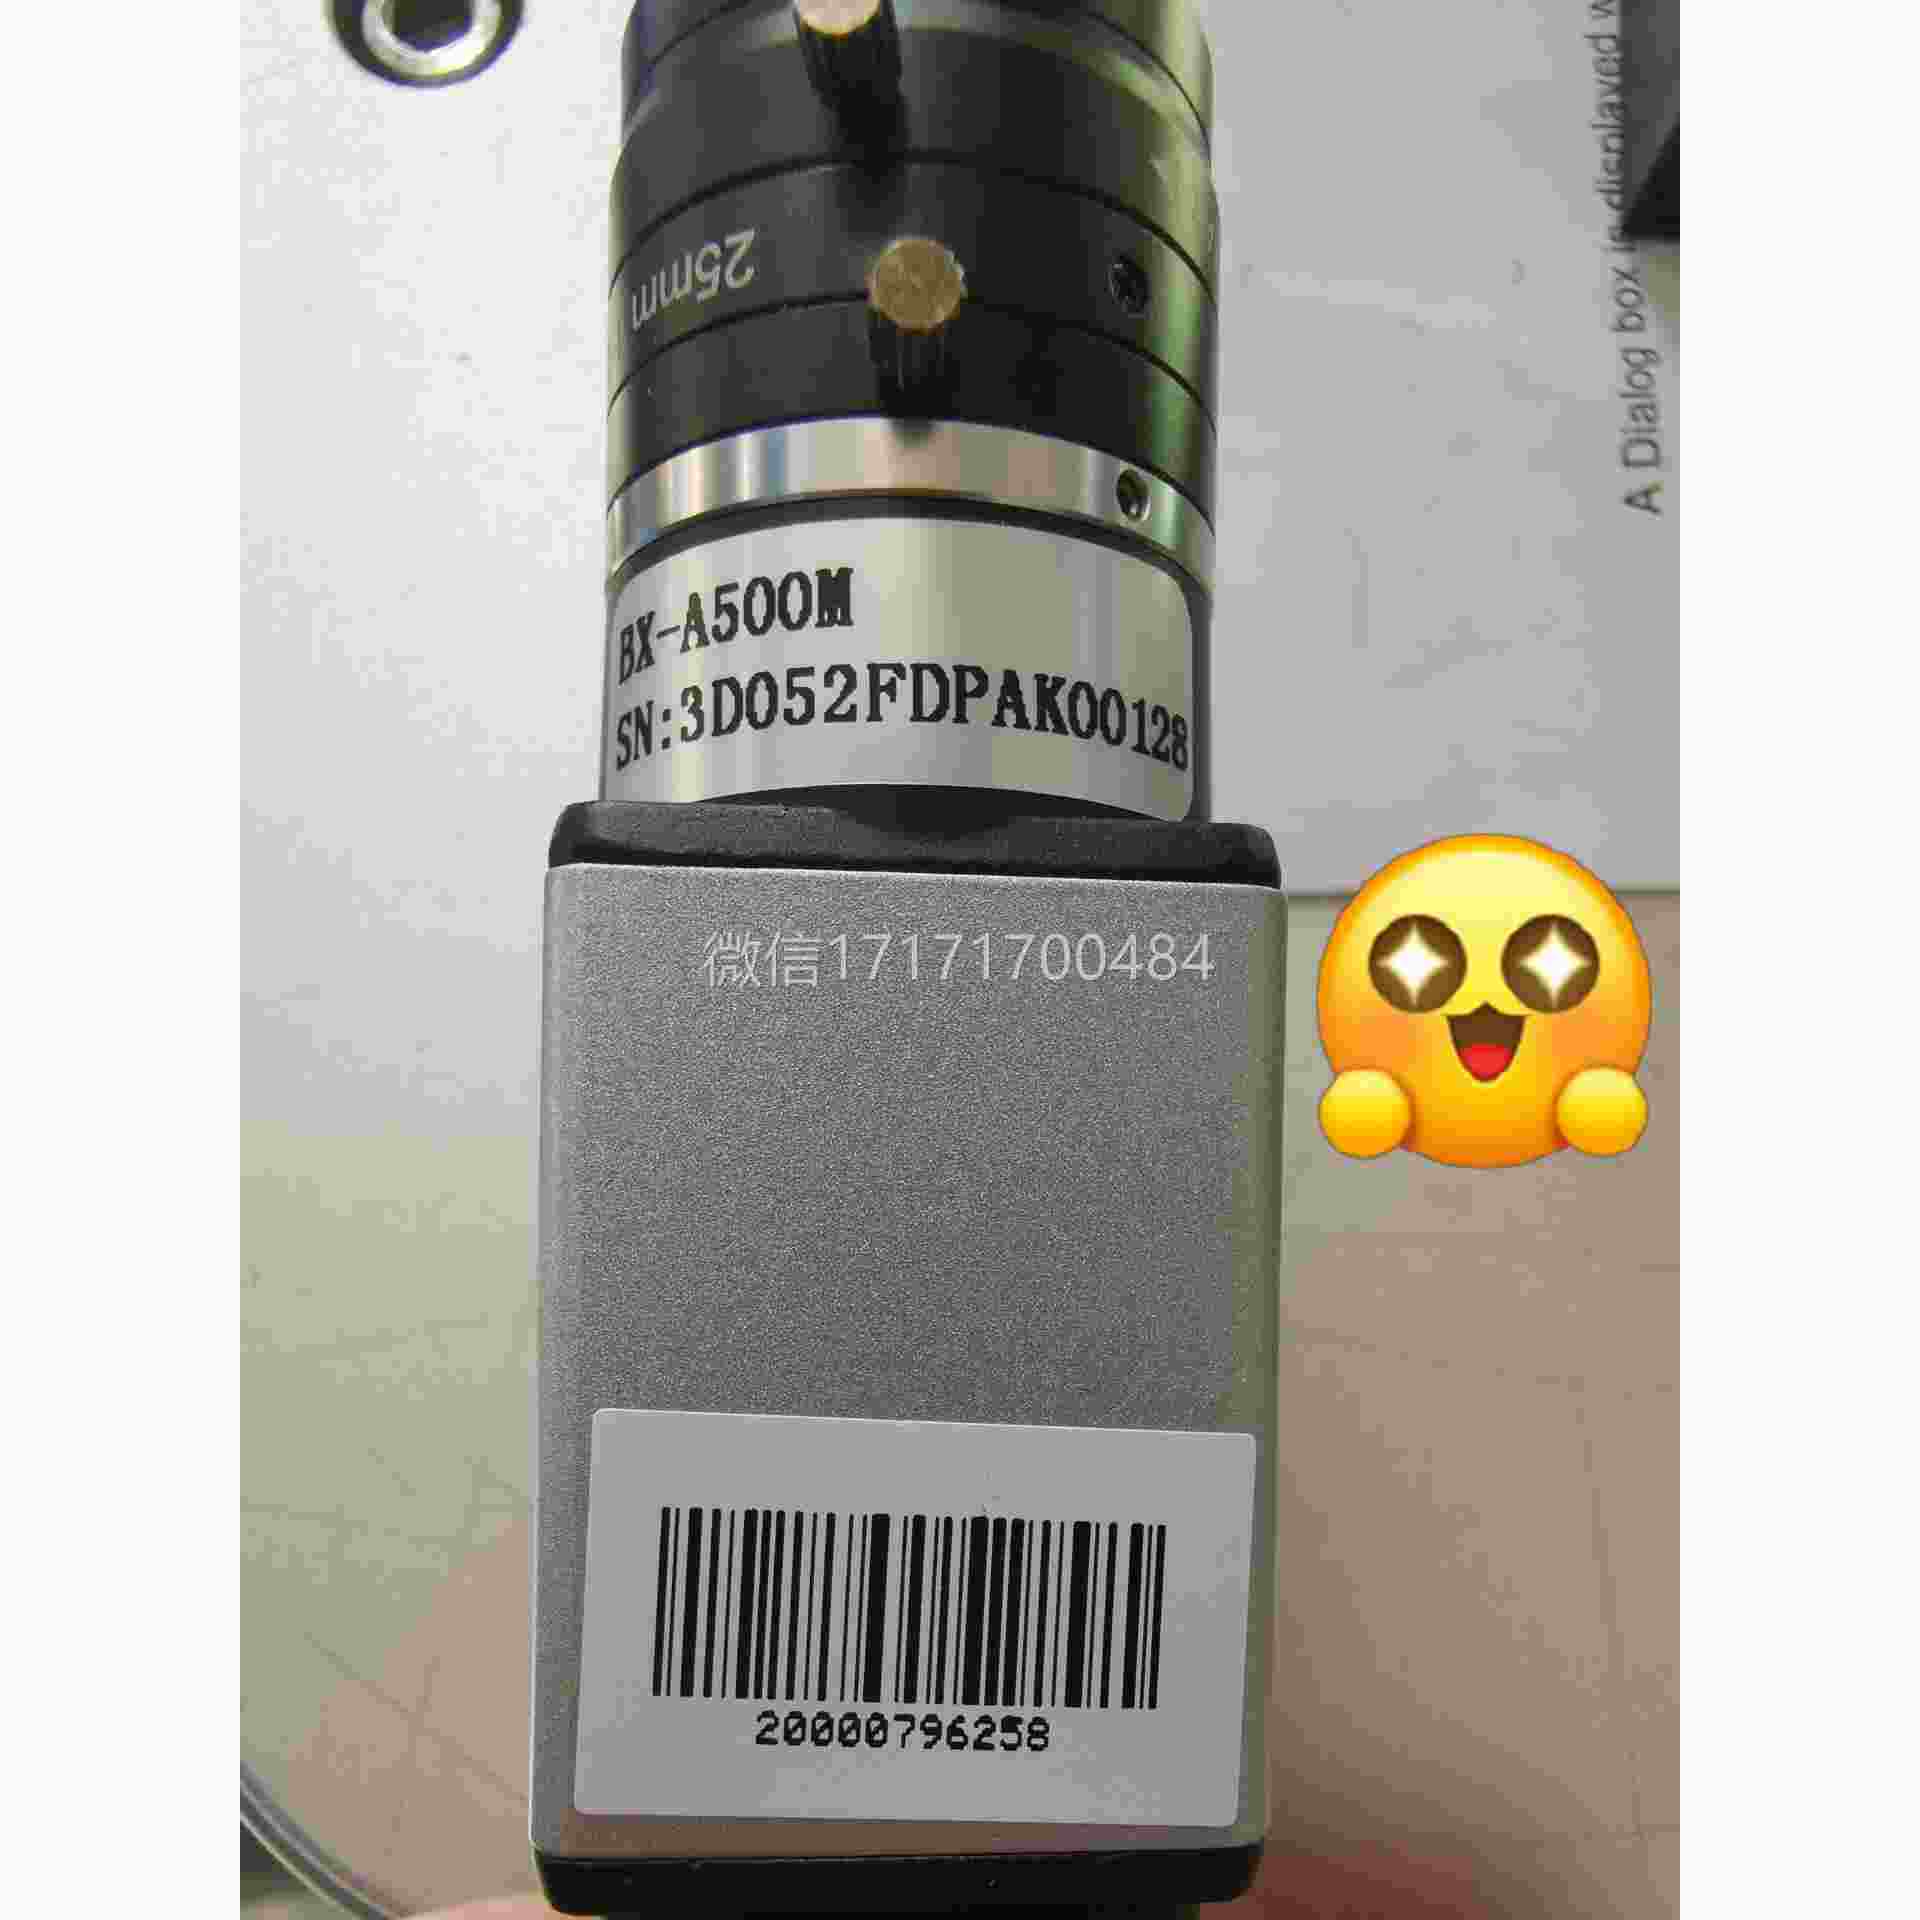 25mm
A Dialog box is displayed w
BX-A500M
SN:3D052FDPAK00128
微信17171700484
20000796258